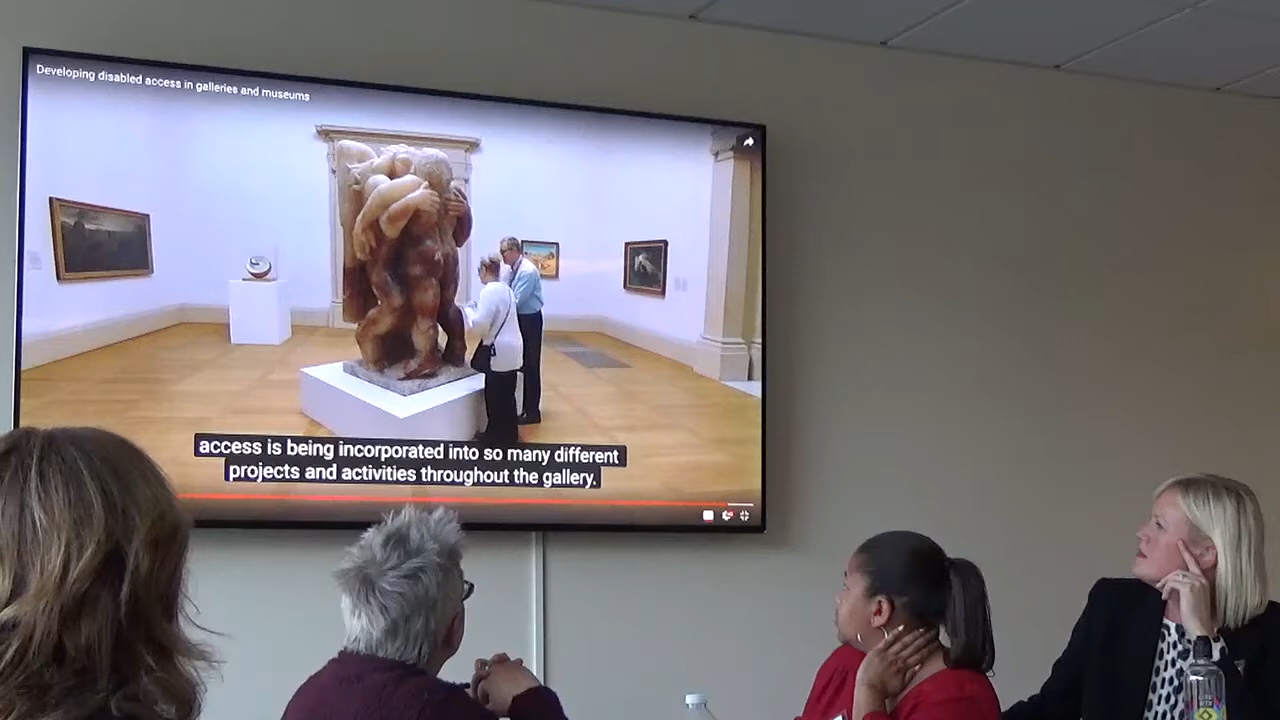 Developing disabled access in galleries and museums
access is being incorporated into so many different
projects and activities throughout the gallery.